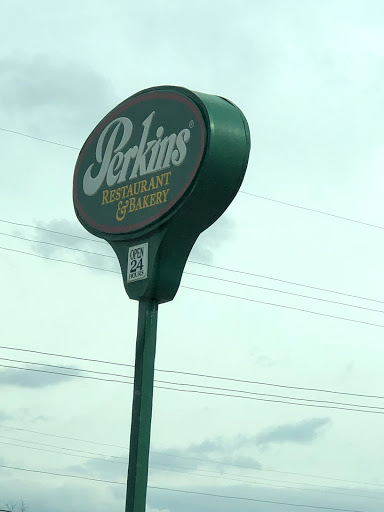 Perkins®
RESTAURANT
& BAKERY
OPEN
24
HOURS